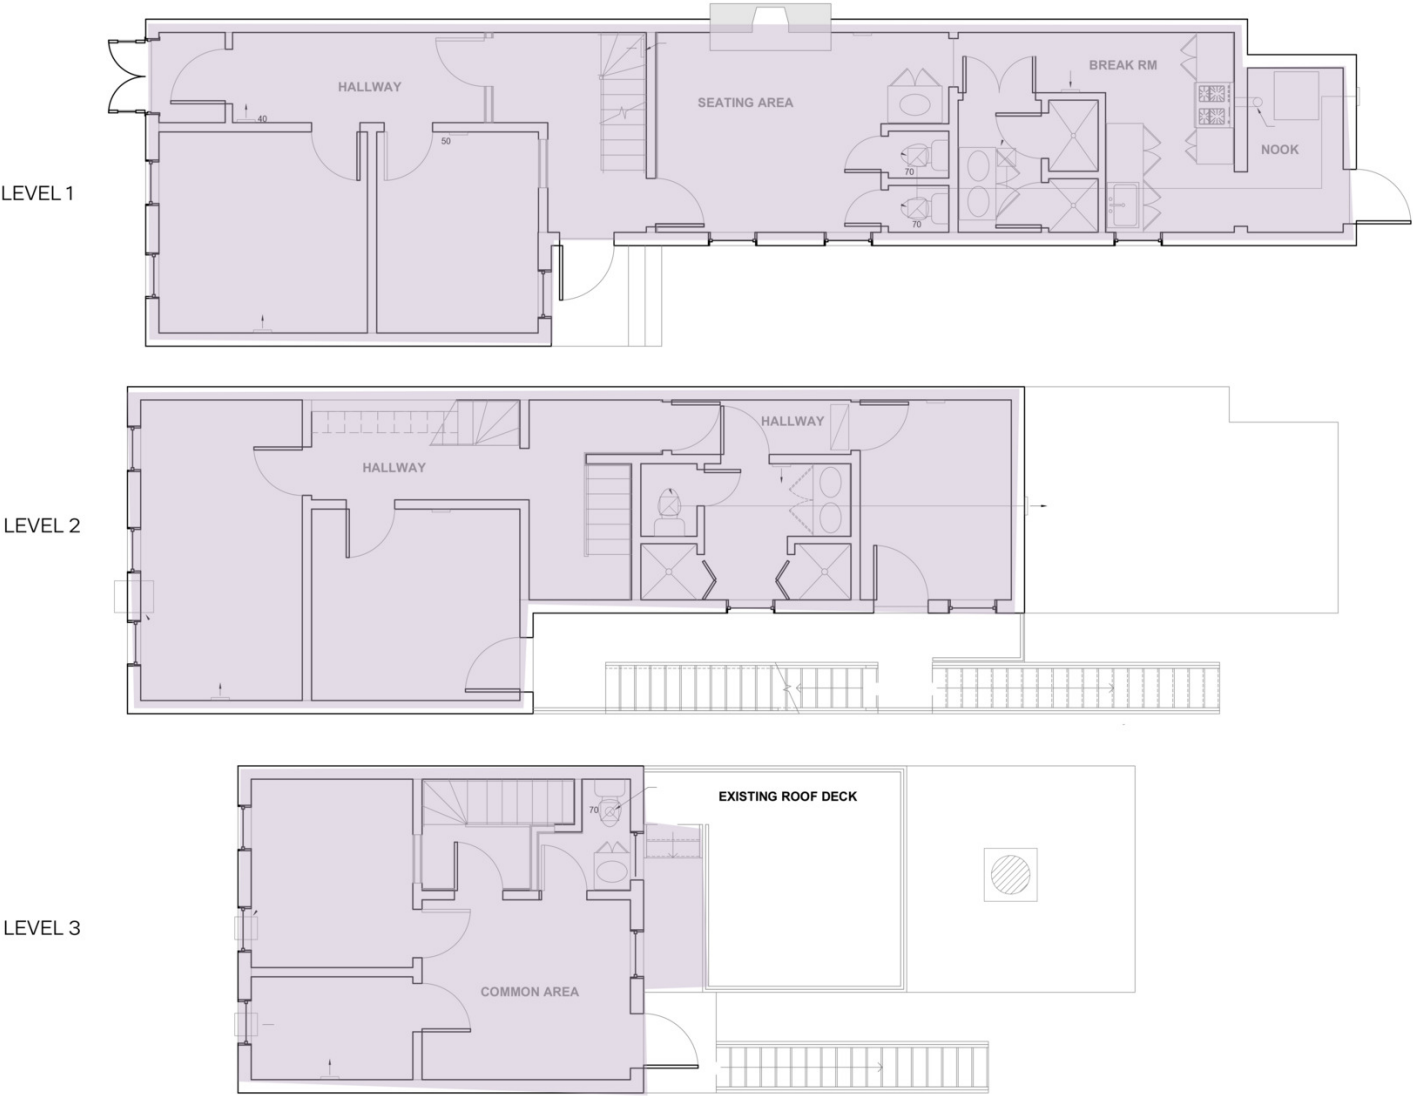 HALLWAY
SEATING AREA
BREAK RM
40
50
NOOK
70
LEVEL 1
70
HALLWAY
HALLWAY
LEVEL 2
EXISTING ROOF DECK
70
LEVEL 3
COMMON AREA